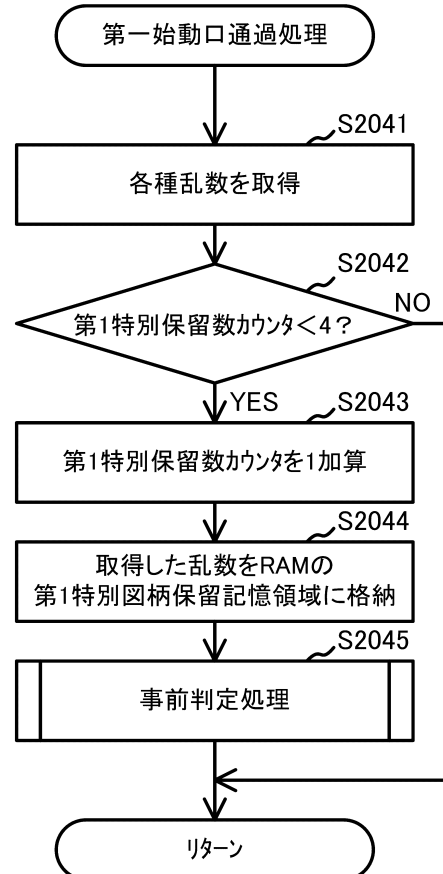 第一始動口通過処理
S2041
各種乱数を取得
S2042
第1特別保留数カウンタ<4?
NO
YES
S2043
第1特別保留数カウンタを1加算
S2044
取得した乱数をRAMの
第1特別図柄保留記憶領域に格納
S2045
事前判定処理
リターン